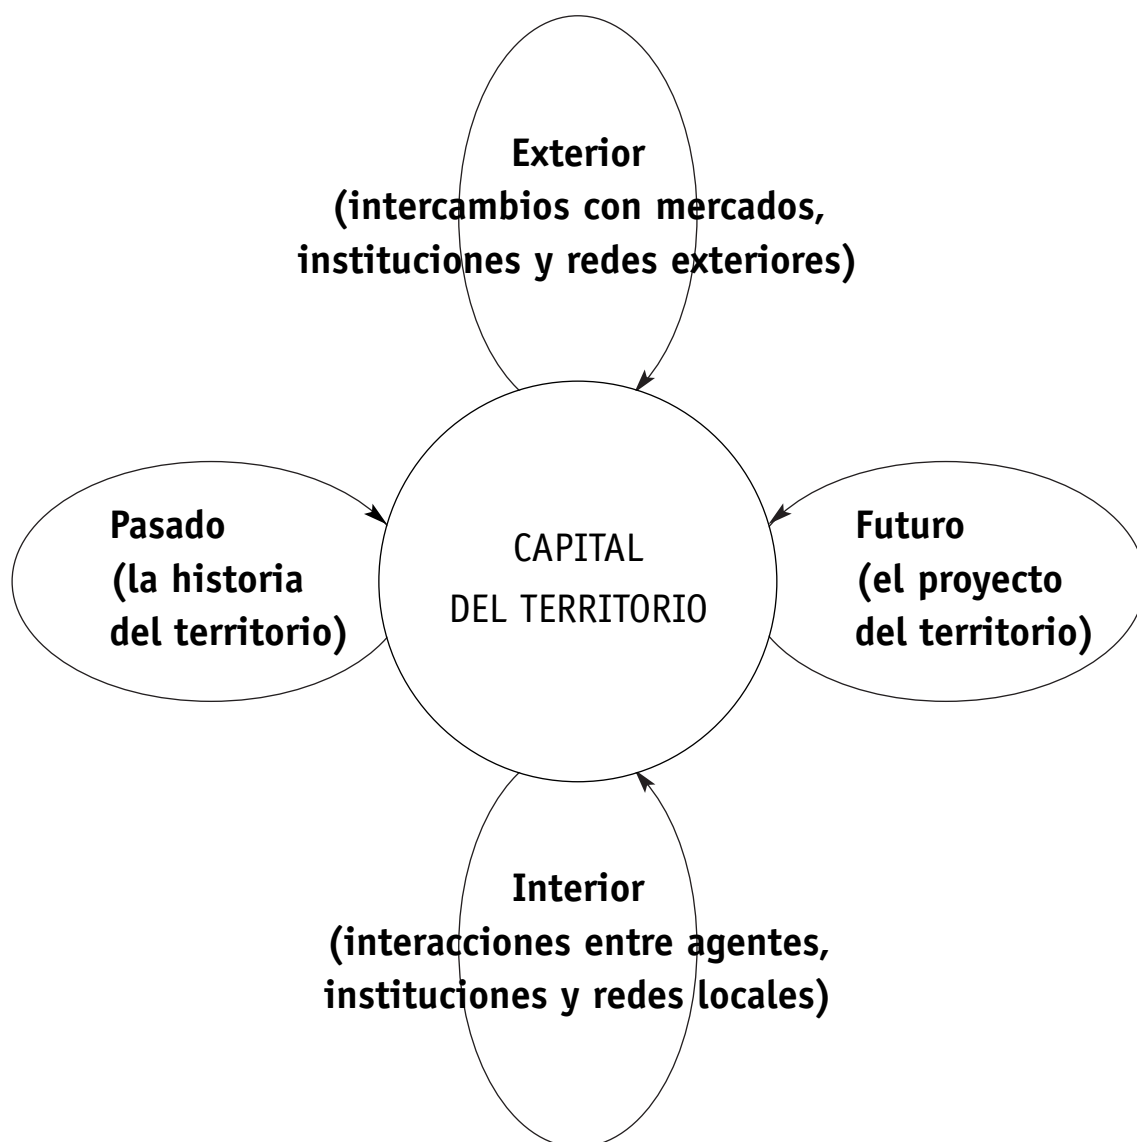 Exterior
(intercambios con mercados,
instituciones y redes exteriores)
Pasado
(la historia
del territorio)
CAPITAL
DEL TERRITORIO
Futuro
(el proyecto
del territorio)
Interior
(interacciones entre agentes,
instituciones y redes locales)